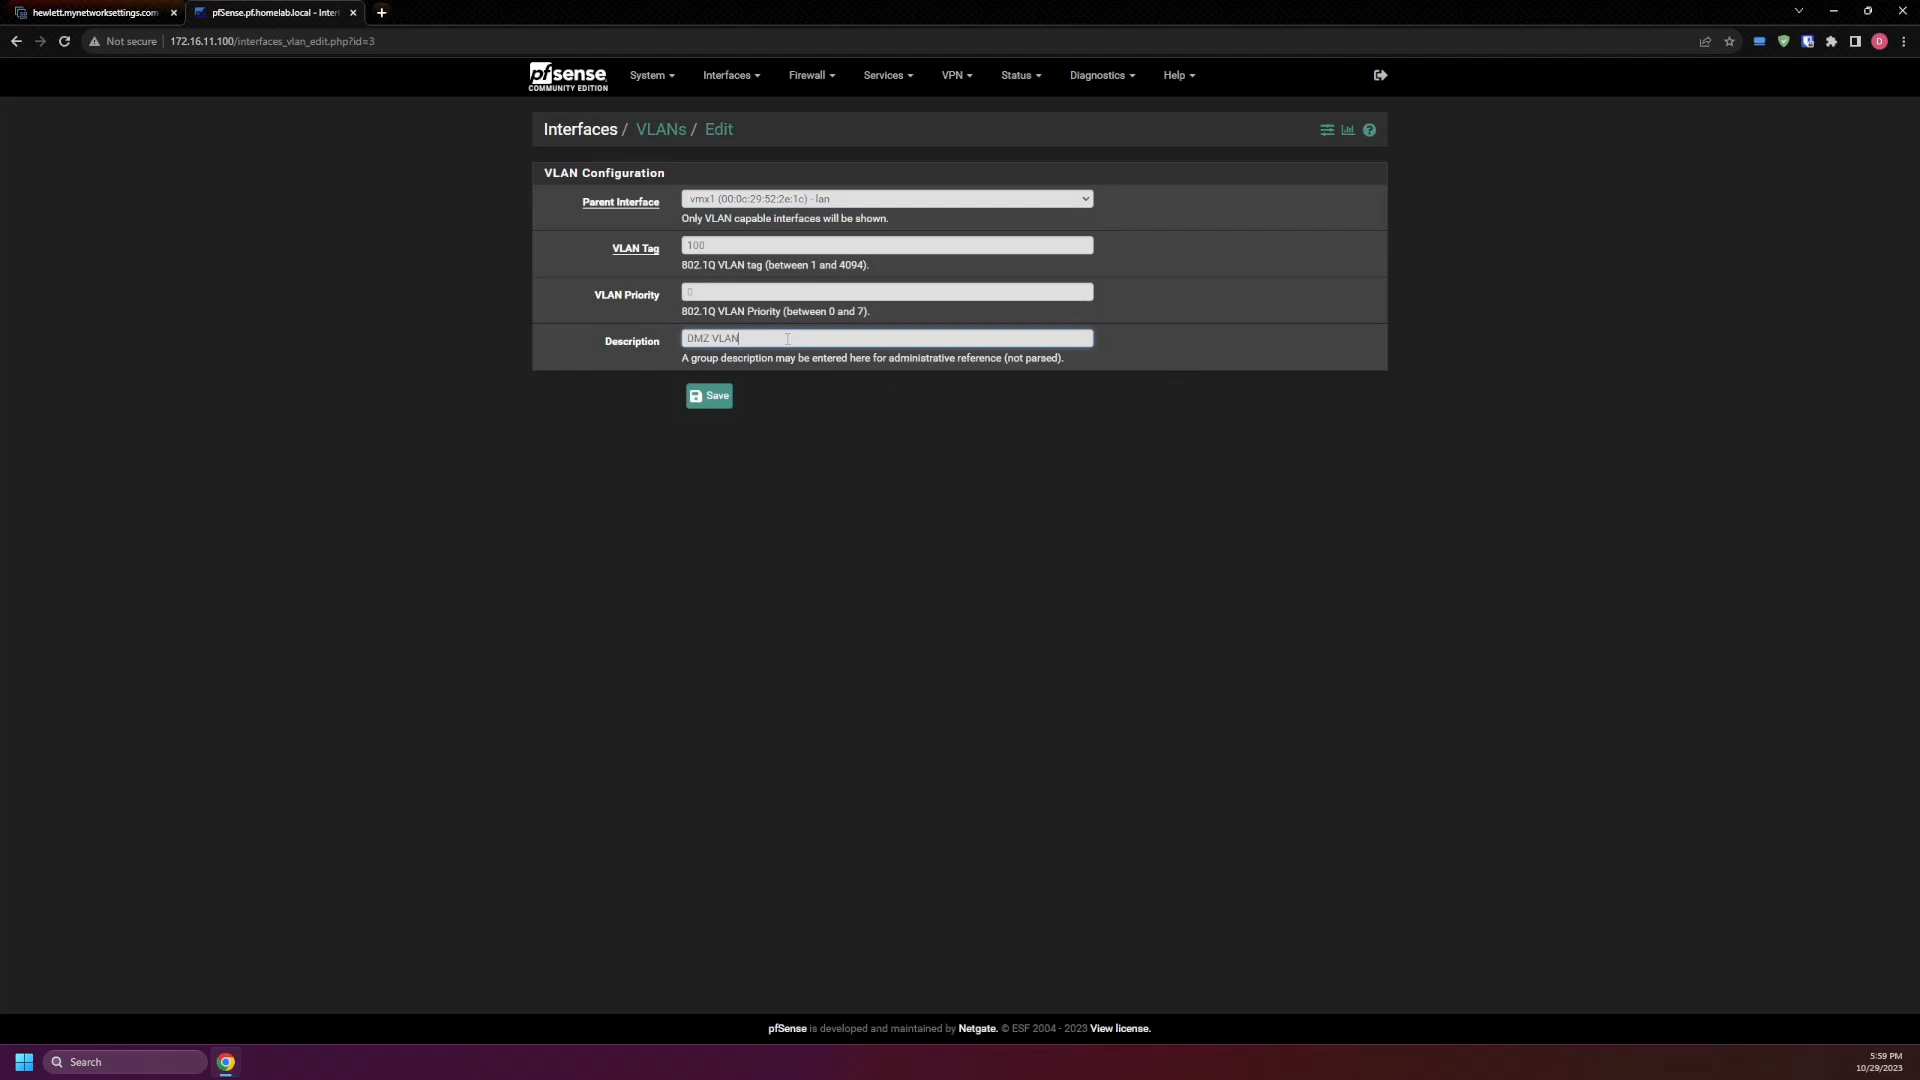 hewlett.mynetworksettings.com
pfSense.pf.homelab.local - Inter
Not secure
172.16.11.100/interfaces_vlan_edit.php?id=3
D
pfsense
COMMUNITY EDITION
System
Interfaces
Firewall
Services
VPN
Status
Diagnostics
Help
Interfaces / VLANs / Edit
VLAN Configuration
Parent Interface
vmx1 (00:0c:29:52:2e:1c) - lan
Only VLAN capable interfaces will be shown.
VLAN Tag
100
802.1Q VLAN tag (between 1 and 4094).
VLAN Priority
0
802.1Q VLAN Priority (between 0 and 7).
Description
DMZ VLAN
A group description may be entered here for administrative reference (not parsed).
Save
pfSense is developed and maintained by Netgate. © ESF 2004 - 2023 View license.
Search
5:59 PM
10/29/2023